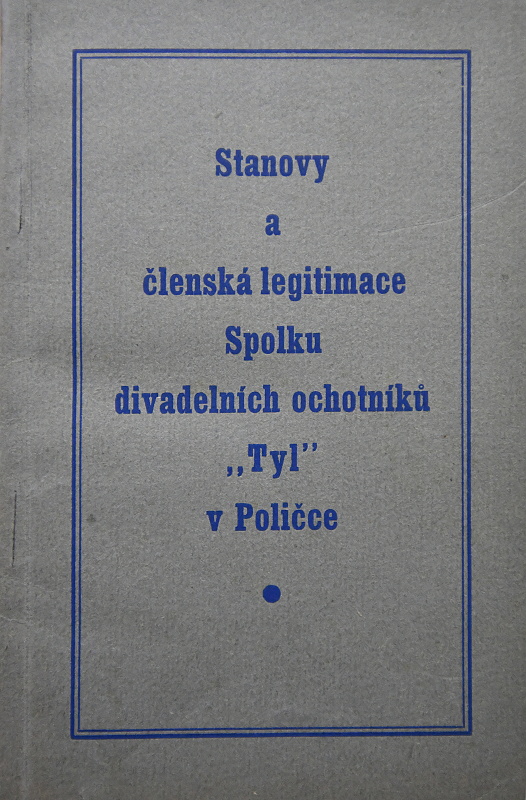 Stanovy
a
členská legitimace
Spolku
divadelních ochotníků
,,Tyl"
v Poličce